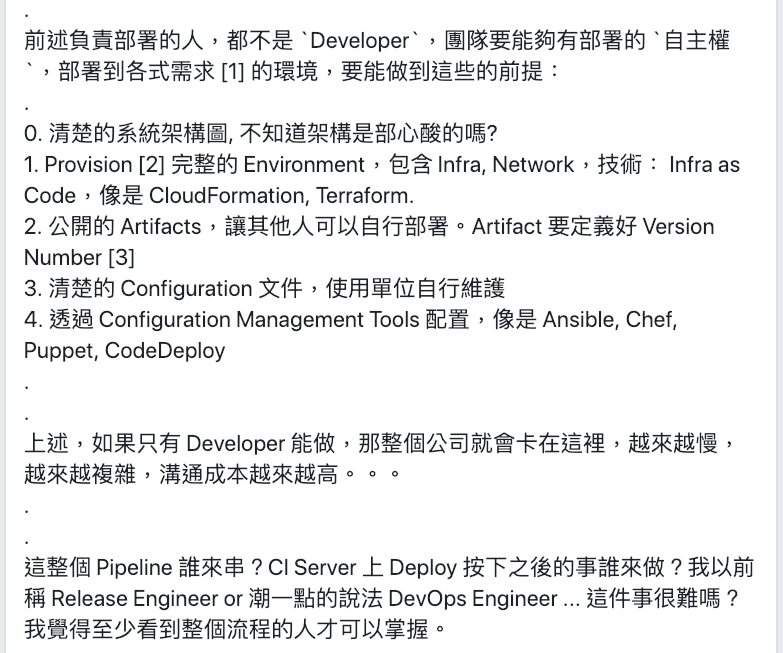 .
前述負責部署的人，都不是 `Developer`，團隊要能夠有部署的 `自主權
`，部署到各式需求 [1] 的環境，要能做到這些的前提：
.
0. 清楚的系統架構圖, 不知道架構是部心酸的嗎?
1. Provision [2] 完整的 Environment，包含 Infra, Network，技術： Infra as
Code，像是 CloudFormation, Terraform.
2. 公開的 Artifacts，讓其他人可以自行部署。Artifact 要定義好 Version
Number [3]
3. 清楚的 Configuration 文件，使用單位自行維護
4. 透過 Configuration Management Tools 配置，像是 Ansible, Chef,
Puppet, CodeDeploy
.
.
上述，如果只有 Developer 能做，那整個公司就會卡在這裡，越來越慢，
越來越複雜，溝通成本越來越高。。。
.
.
這整個 Pipeline 誰來串？CI Server 上 Deploy 按下之後的事誰來做？我以前
稱 Release Engineer or 潮一點的說法 DevOps Engineer ... 這件事很難嗎？
我覺得至少看到整個流程的人才可以掌握。